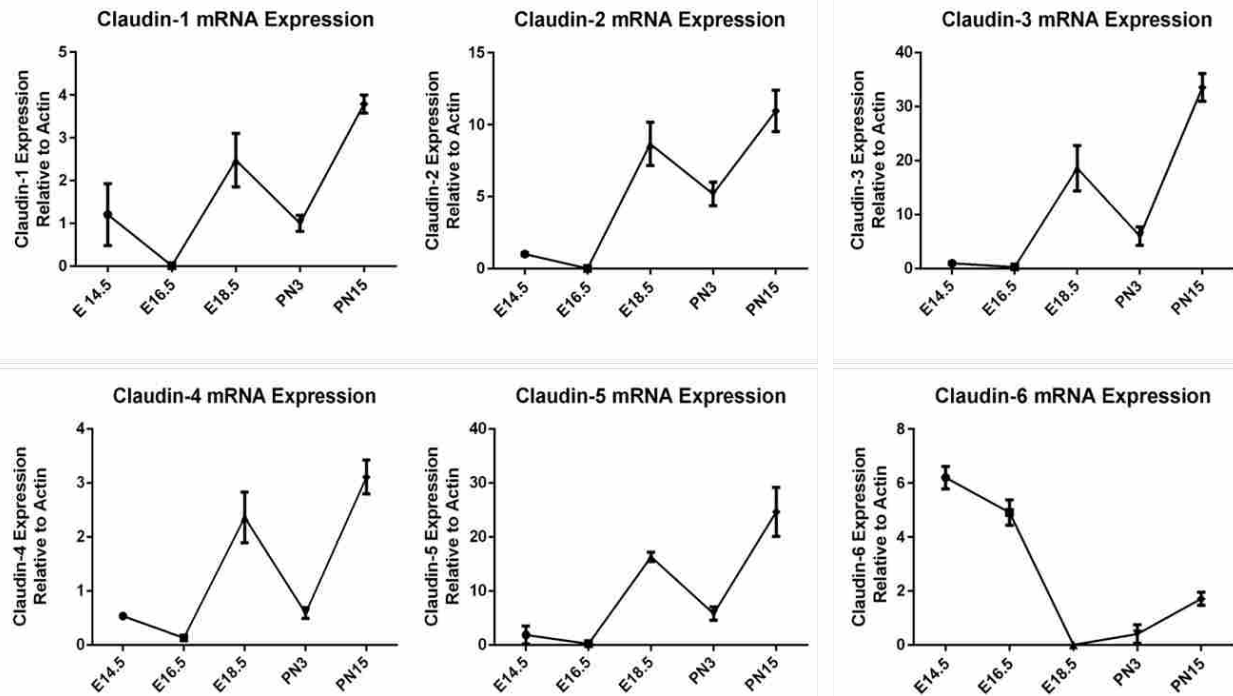 Claudin-1 mRNA Expression
Claudin-1 Expression
Relative to Actin
5
4
3
2
1
0
E 14.5
E16.5
E18.5
PN3
PN15
Claudin-2 mRNA Expression
Claudin-2 Expression
Relative to Actin
15
10
5
0
E14.5
E16.5
E18.5
PN3
PN15
Claudin-3 mRNA Expression
Claudin-3 Expression
Relative to Actin
40
30
20
10
0
E14.5
E16.5
E18.5
PN3
PN15
Claudin-4 mRNA Expression
Claudin-4 Expression
Relative to Actin
4
3
2
1
0
E14.5
E16.5
E18.5
PN3
PN15
Claudin-5 mRNA Expression
Claudin-5 Expression
Relative to Actin
40
30
20
10
0
E14.5
E16.5
E18.5
PN3
PN15
Claudin-6 mRNA Expression
Claudin-6 Expression
Relative to Actin
8
6
4
2
0
E14.5
E16.5
E18.5
PN3
PN15